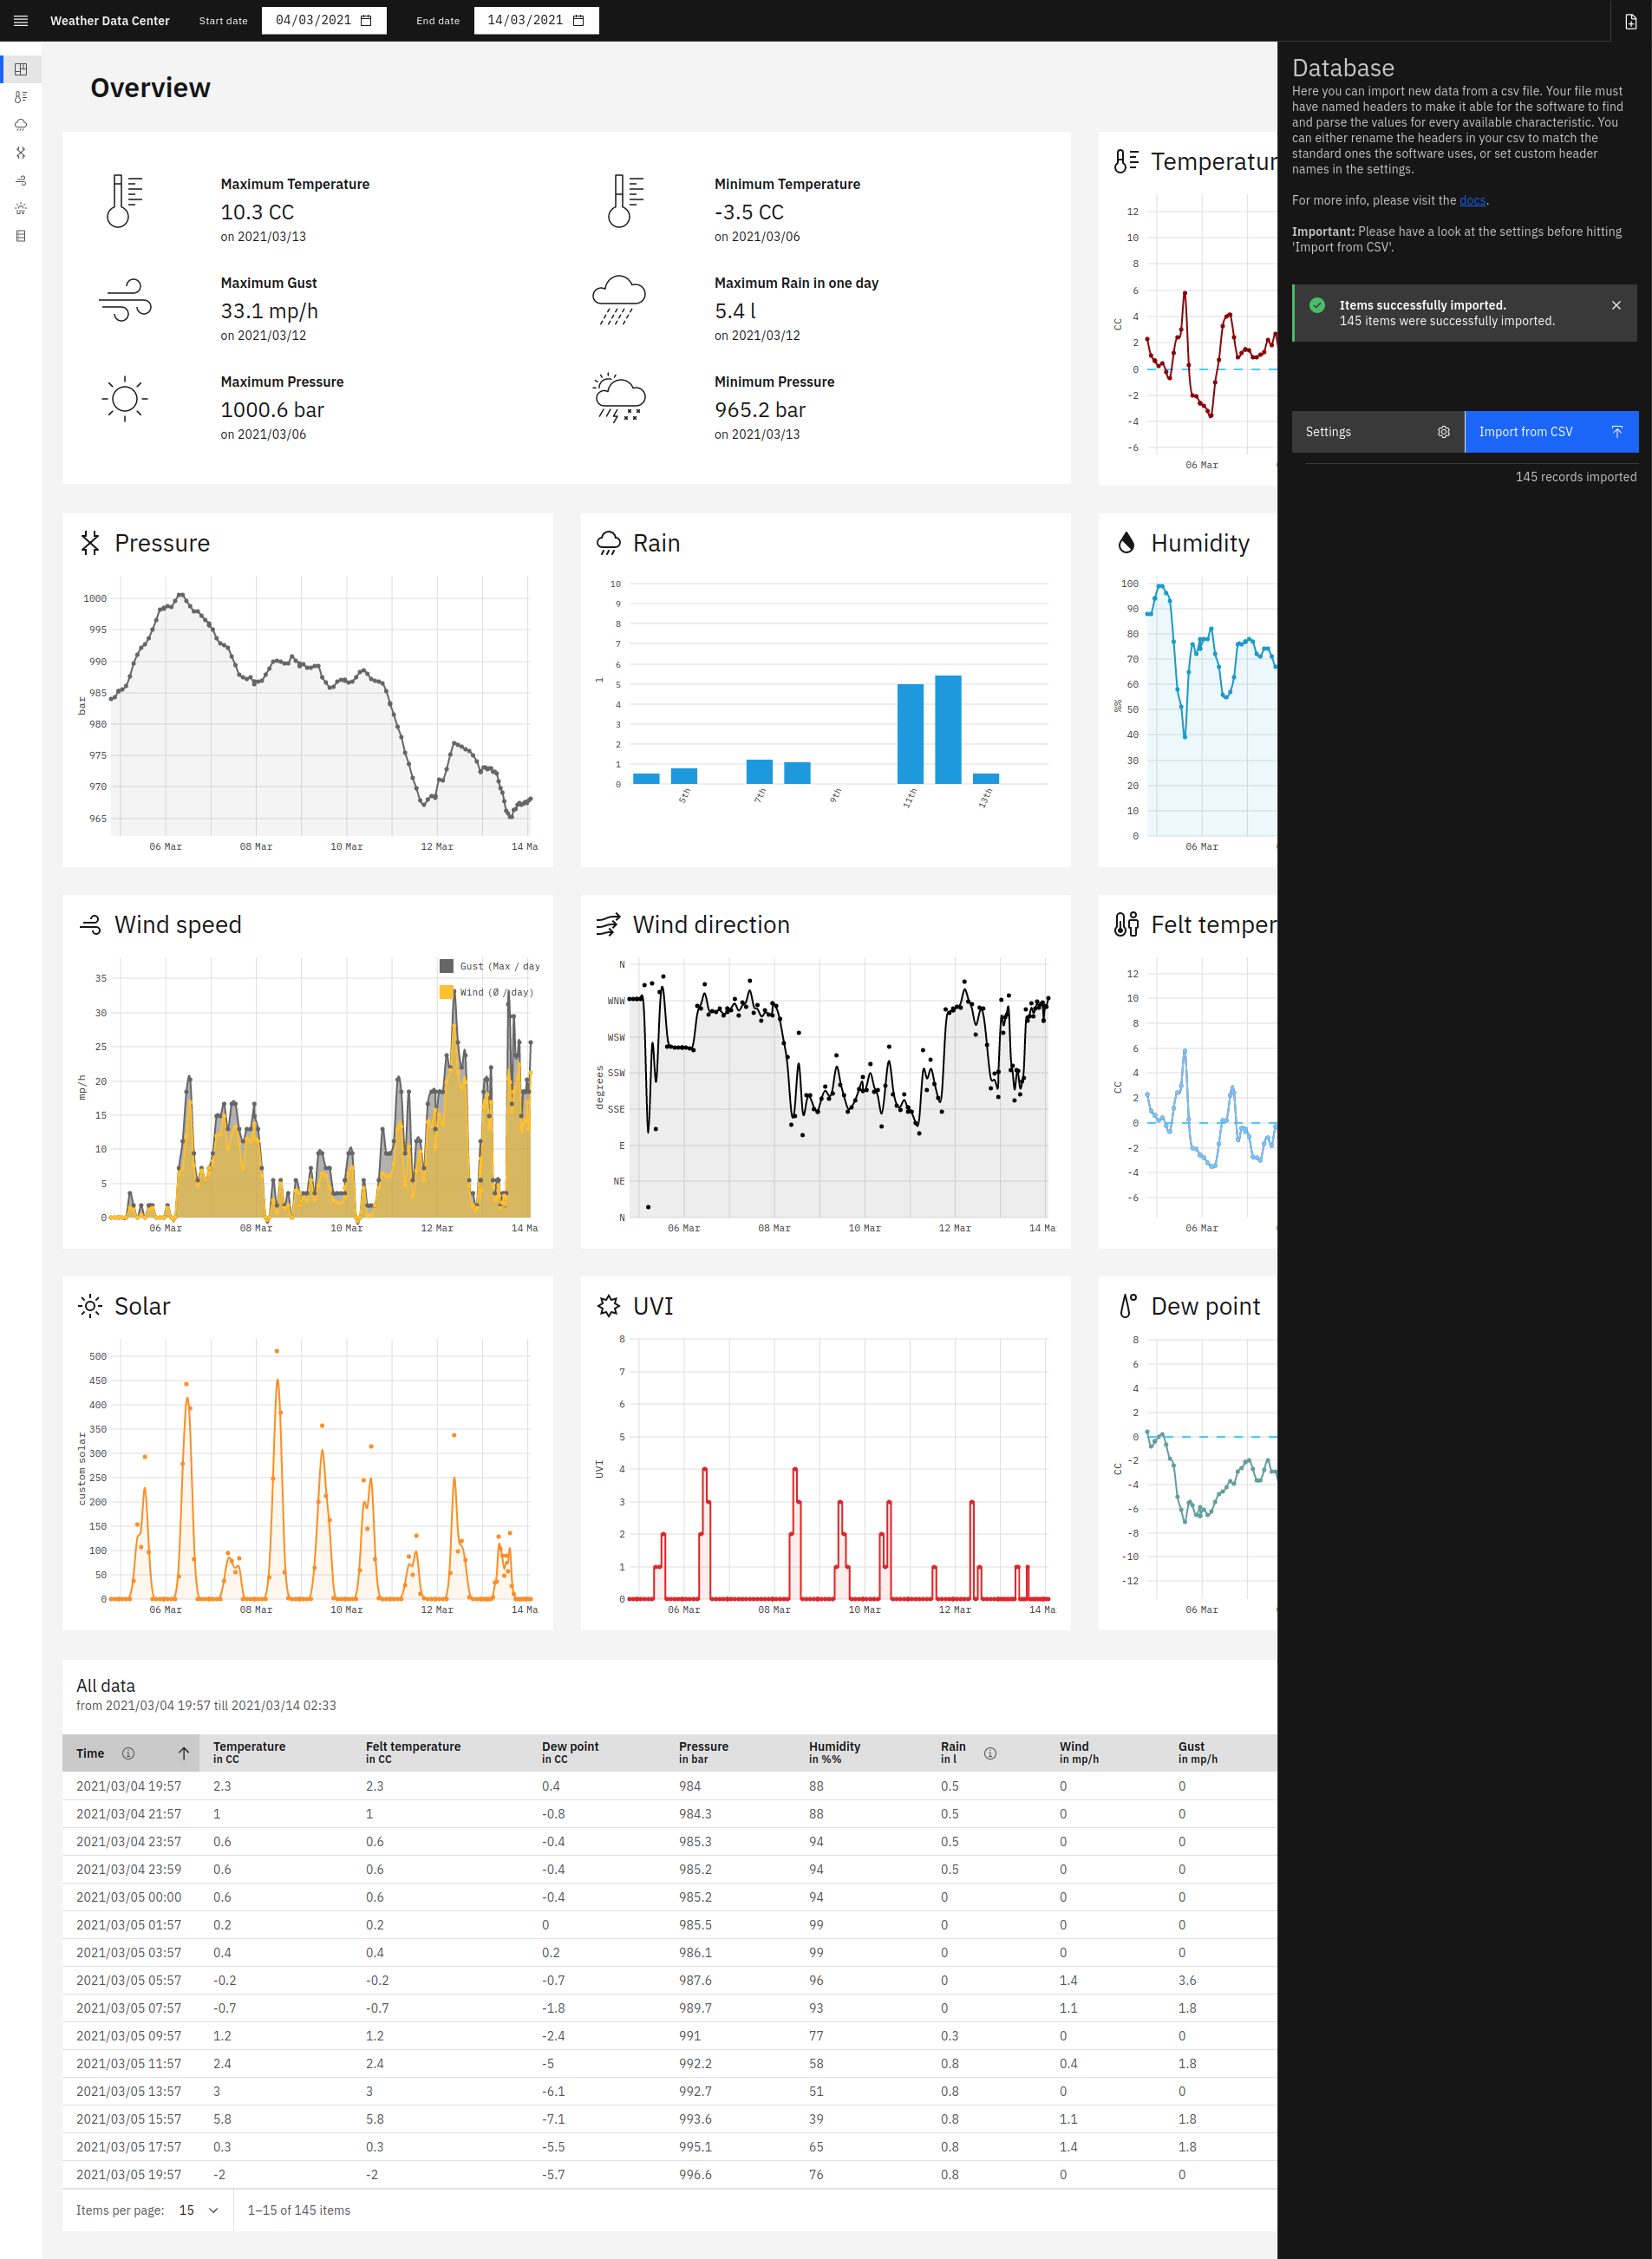 Weather Data Center Start date 04/03/2021 End date 14/03/2021
Overview
Maximum Temperature
10.3 CC
on 2021/03/13
Minimum Temperature
-3.5 CC
on 2021/03/06
Maximum Gust
33.1 mp/h
on 2021/03/12
Maximum Rain in one day
5.4 l
on 2021/03/12
Maximum Pressure
1000.6 bar
on 2021/03/06
Minimum Pressure
965.2 bar
on 2021/03/13
Temperatur
12
10
8
6
4
2
0
-2
-4
-6
CC
06 Mar
Database
Here you can import new data from a csv file. Your file must
have named headers to make it able for the software to find
and parse the values for every available characteristic. You
can either rename the headers in your csv to match the
standard ones the software uses, or set custom header
names in the settings.
For more info, please visit the docs.
Important: Please have a look at the settings before hitting
'Import from CSV'.
Items successfully imported.
145 items were successfully imported.
Settings
Import from CSV
145 records imported
Pressure
1000
995
990
985
980
975
970
965
bar
06 Mar 08 Mar 10 Mar 12 Mar 14 Ma
Rain
10
9
8
7
6
5
4
3
2
1
0
l
5th 7th 9th 11th 13th
Humidity
100
90
80
70
60
50
40
30
20
10
0
%%
06 Mar
Wind speed
Gust (Max / day
Wind (Ø / day)
35
30
25
20
15
10
5
0
mp/h
06 Mar 08 Mar 10 Mar 12 Mar 14 Ma
Wind direction
N
WNW
WSW
SSW
SSE
E
NE
N
degrees
06 Mar 08 Mar 10 Mar 12 Mar 14 Ma
Felt temper
12
10
8
6
4
2
0
-2
-4
-6
CC
06 Mar
Solar
500
450
400
350
300
250
200
150
100
50
0
custom solar
06 Mar 08 Mar 10 Mar 12 Mar 14 Ma
UVI
8
7
6
5
4
3
2
1
0
UVI
06 Mar 08 Mar 10 Mar 12 Mar 14 Ma
Dew point
8
6
4
2
0
-2
-4
-6
-8
-10
-12
CC
06 Mar
All data
from 2021/03/04 19:57 till 2021/03/14 02:33
Time Temperature Felt temperature Dew point Pressure Humidity Rain Wind Gust
in CC in CC in CC in bar in %% in l in mp/h in mp/h
2021/03/04 19:57 2.3 2.3 0.4 984 88 0.5 0 0
2021/03/04 21:57 1 1 -0.8 984.3 88 0.5 0 0
2021/03/04 23:57 0.6 0.6 -0.4 985.3 94 0.5 0 0
2021/03/04 23:59 0.6 0.6 -0.4 985.2 94 0.5 0 0
2021/03/05 00:00 0.6 0.6 -0.4 985.2 94 0 0 0
2021/03/05 01:57 0.2 0.2 0 985.5 99 0 0 0
2021/03/05 03:57 0.4 0.4 0.2 986.1 99 0 0 0
2021/03/05 05:57 -0.2 -0.2 -0.7 987.6 96 0 1.4 3.6
2021/03/05 07:57 -0.7 -0.7 -1.8 989.7 93 0 1.1 1.8
2021/03/05 09:57 1.2 1.2 -2.4 991 77 0.3 0 0
2021/03/05 11:57 2.4 2.4 -5 992.2 58 0.8 0.4 1.8
2021/03/05 13:57 3 3 -6.1 992.7 51 0.8 0 0
2021/03/05 15:57 5.8 5.8 -7.1 993.6 39 0.8 1.1 1.8
2021/03/05 17:57 0.3 0.3 -5.5 995.1 65 0.8 1.4 1.8
2021/03/05 19:57 -2 -2 -5.7 996.6 76 0.8 0 0
Items per page: 15 1–15 of 145 items